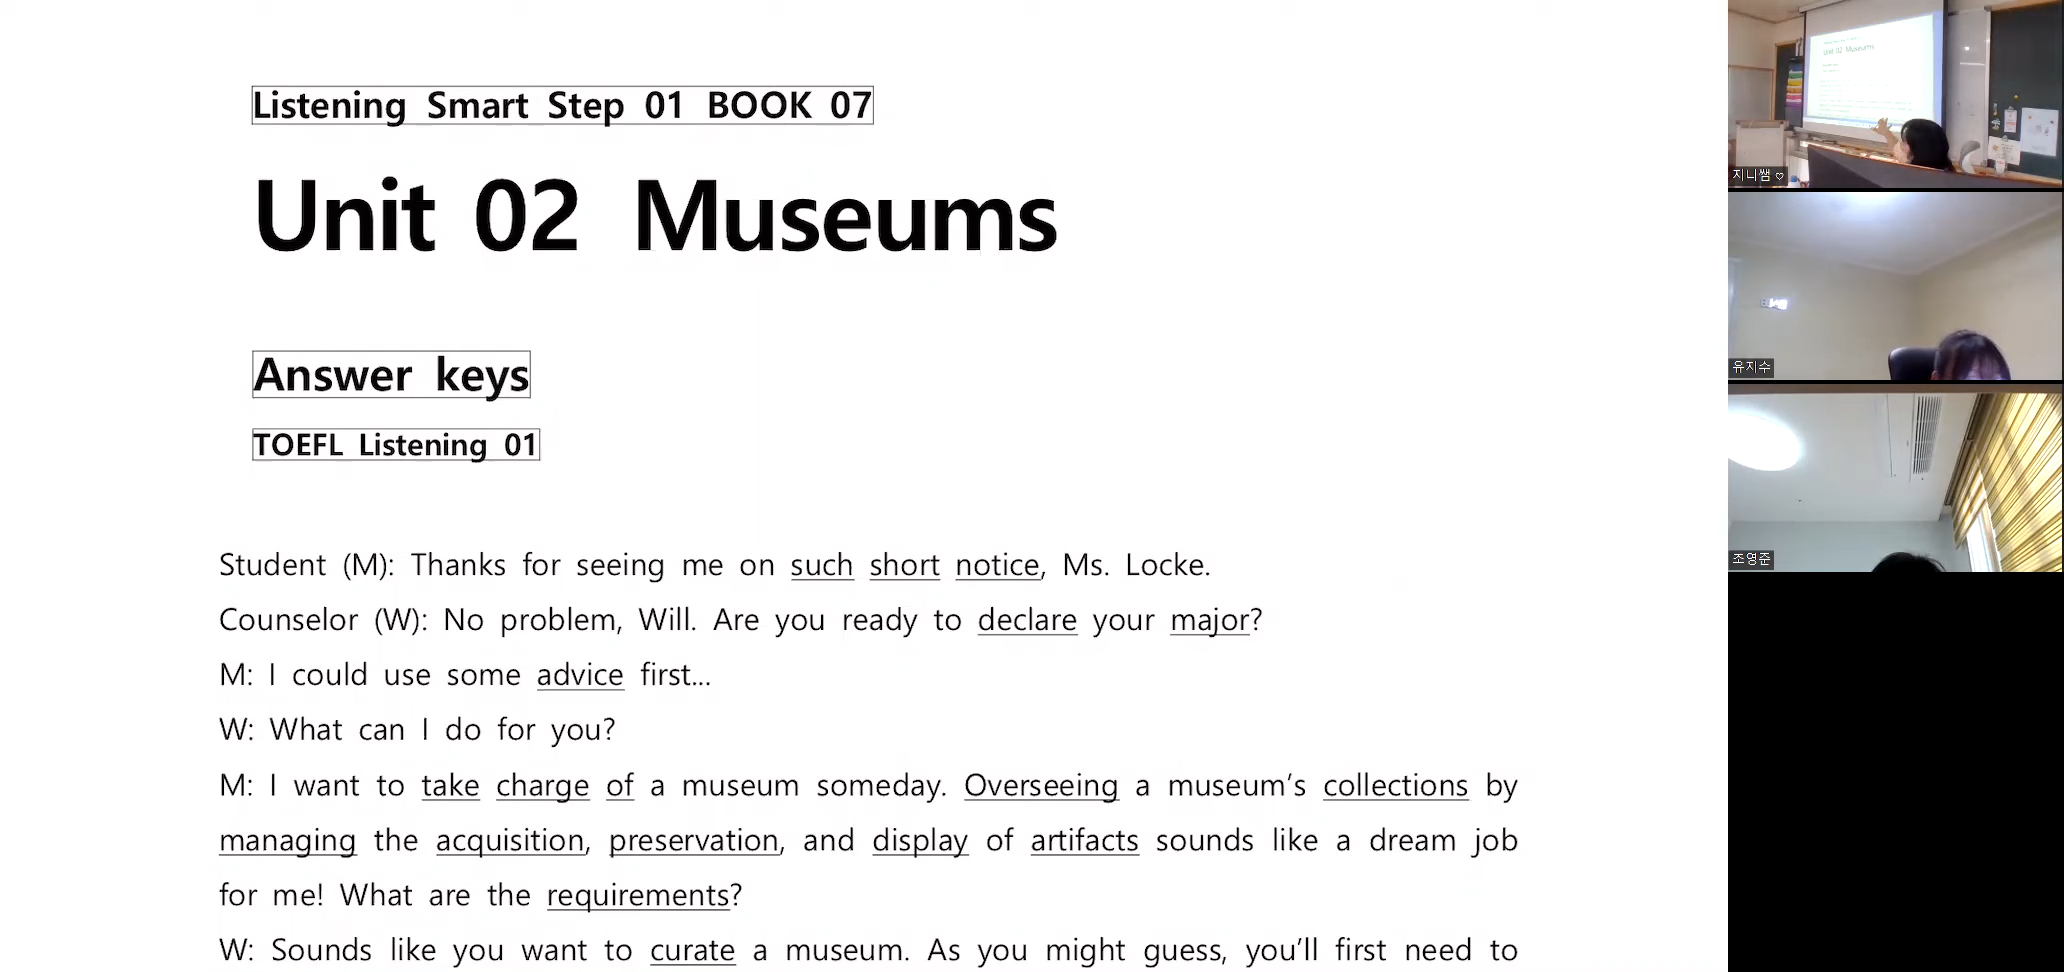 Listening Smart Step 01 BOOK 07
Unit 02 Museums
Answer keys
TOEFL Listening 01
Student (M): Thanks for seeing me on such short notice, Ms. Locke.
Counselor (W): No problem, Will. Are you ready to declare your major?
M: I could use some advice first...
W: What can I do for you?
M: I want to take charge of a museum someday. Overseeing a museum’s collections by
managing the acquisition, preservation, and display of artifacts sounds like a dream job
for me! What are the requirements?
W: Sounds like you want to curate a museum. As you might guess, you’ll first need to
Unit 02 Museums
지니쌤 ♡
유지수
조영준